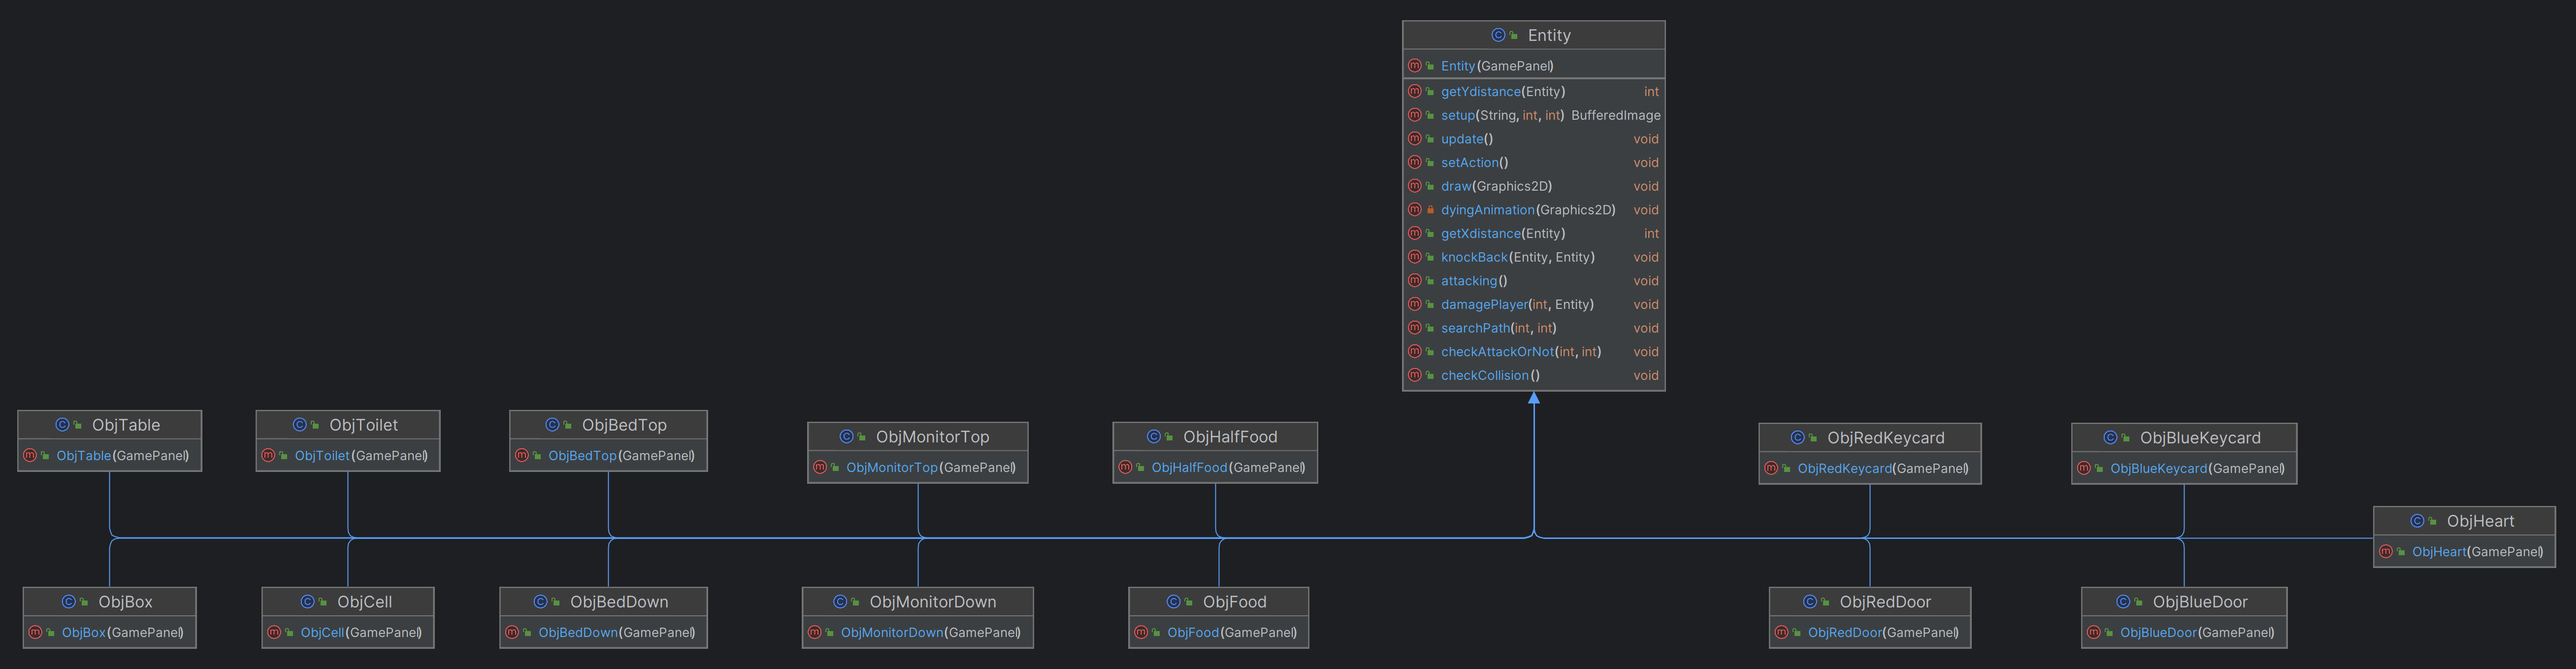 Entity
Entity(GamePanel)
getYdistance(Entity) int
setup(String, int, int) BufferedImage
update() void
setAction() void
draw(Graphics2D) void
dyingAnimation(Graphics2D) void
getXdistance(Entity) int
knockBack(Entity, Entity) void
attacking() void
damagePlayer(int, Entity) void
searchPath(int, int) void
checkAttackOrNot(int, int) void
checkCollision() void
ObjTable
ObjTable(GamePanel)
ObjToilet
ObjToilet(GamePanel)
ObjBedTop
ObjBedTop(GamePanel)
ObjMonitorTop
ObjMonitorTop(GamePanel)
ObjHalfFood
ObjHalfFood(GamePanel)
ObjRedKeycard
ObjRedKeycard(GamePanel)
ObjBlueKeycard
ObjBlueKeycard(GamePanel)
ObjHeart
ObjHeart(GamePanel)
ObjBox
ObjBox(GamePanel)
ObjCell
ObjCell(GamePanel)
ObjBedDown
ObjBedDown(GamePanel)
ObjMonitorDown
ObjMonitorDown(GamePanel)
ObjFood
ObjFood(GamePanel)
ObjRedDoor
ObjRedDoor(GamePanel)
ObjBlueDoor
ObjBlueDoor(GamePanel)